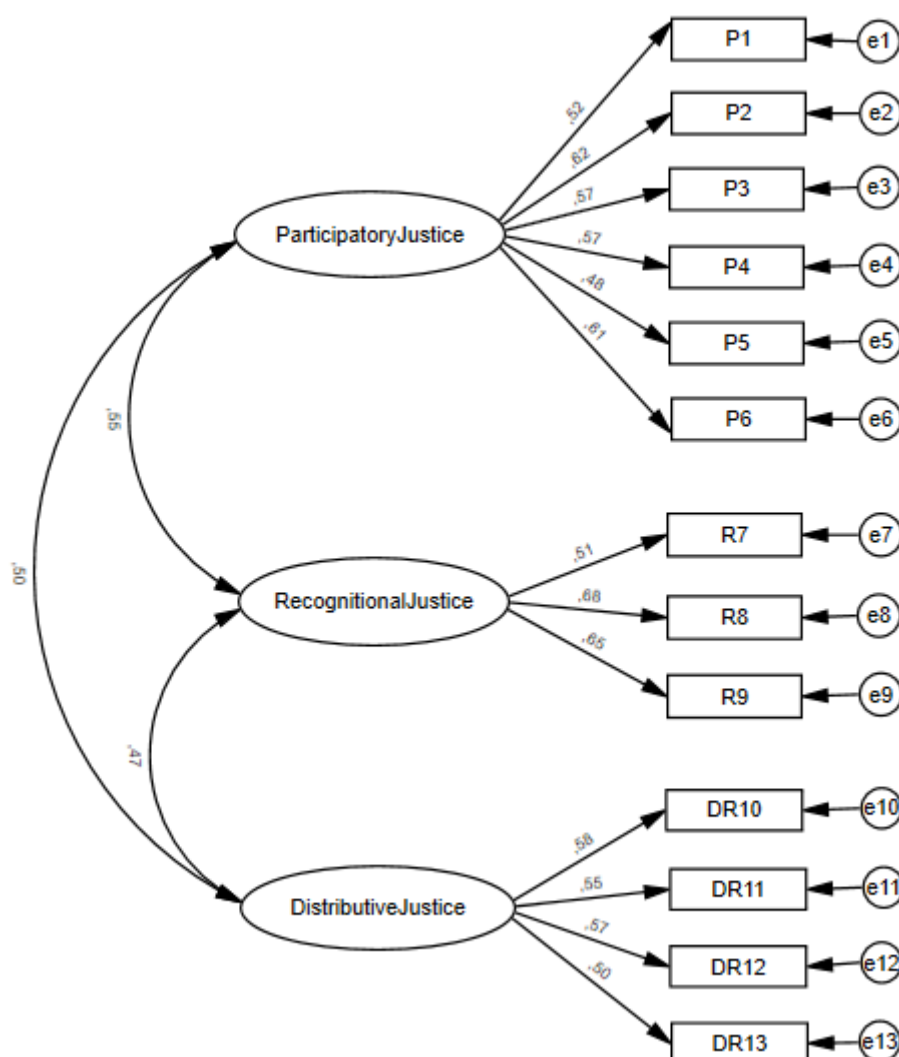 P1
e1
,52
P2
e2
,62
P3
e3
,57
ParticipatoryJustice
P4
e4
,57
P5
e5
,48
P6
e6
,61
,55
R7
e7
,51
,50
RecognitionalJustice
R8
e8
,68
R9
e9
,65
,47
DR10
e10
,58
DR11
e11
,55
DistributiveJustice
DR12
e12
,57
DR13
e13
,50